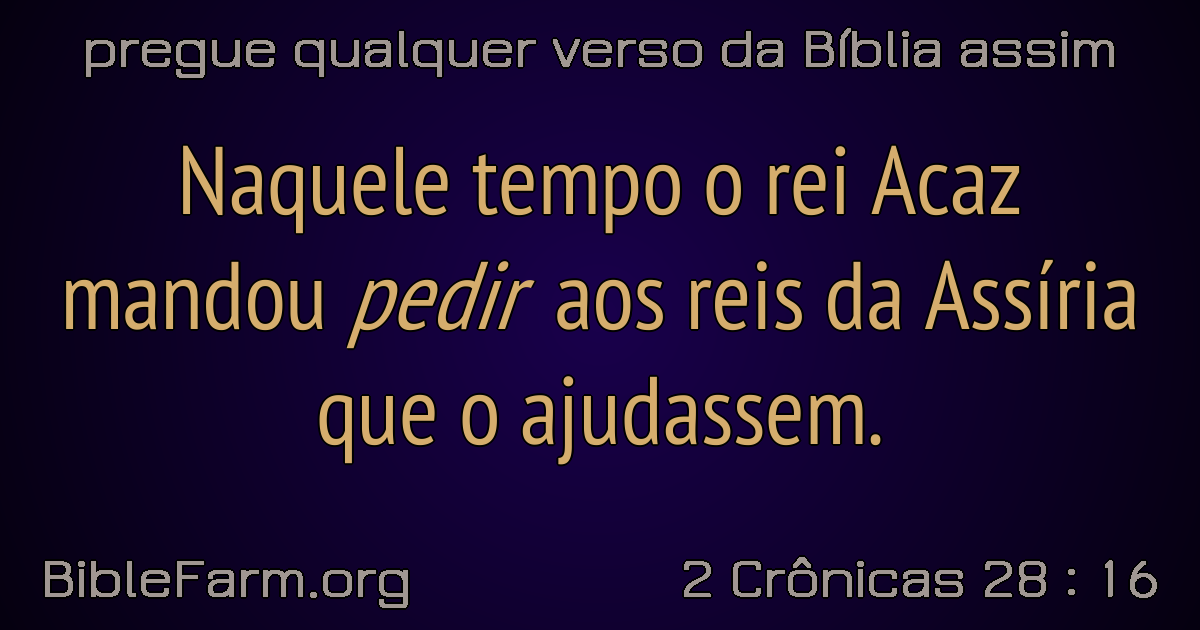 pregue qualquer verso da Bíblia assim
Naquele tempo o rei Acaz
mandou pedir aos reis da Assíria
que o ajudassem.
BibleFarm.org
2 Crônicas 28 : 16